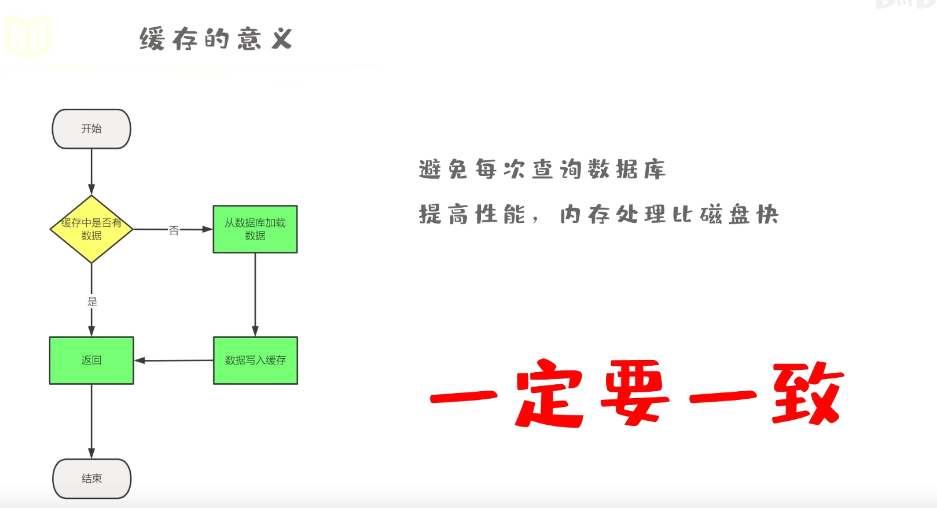 缓存的意义
开始
缓存中是否有
数据
否
从数据库加载
数据
是
返回
数据写入缓存
结束
避免每次查询数据库
提高性能，内存处理比磁盘快
一定要一致